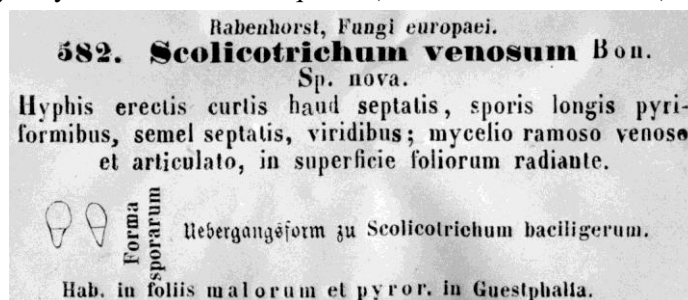 Rabenhorst, Fungi europaei.
582. Scolicotrichum venosum Bon.
Sp. nova.
Hyphis erectis curtis haud septatis, sporis longis pyri-
formibus, semel septatis, viridibus; mycelio ramoso venoso
et articulato, in superficie foliorum radiante.
Forma
sporarum
Uebergangsform zu Scolicotrichum baciligerum.
Hab. in foliis malorum et pyror. in Guestphalia.